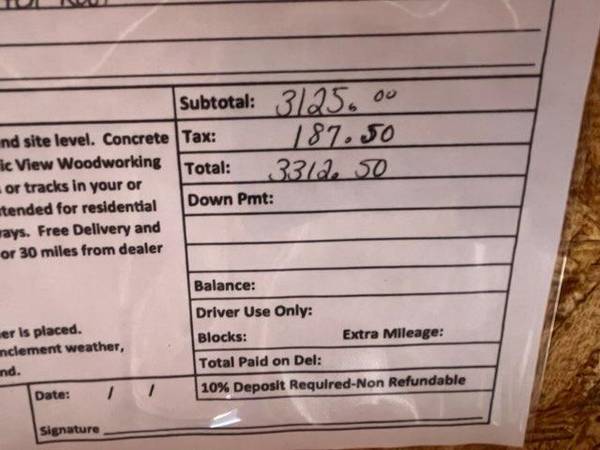 Subtotal: 3125.00
nd site level. Concrete Tax: 187.50
ic View Woodworking Total: 3312.50
or tracks in your or
tended for residential Down Pmt:
ays. Free Delivery and
or 30 miles from dealer
Balance:
Driver Use Only:
er is placed. Blocks: Extra Mileage:
nclement weather,
nd. Total Paid on Del:
Date: / / 10% Deposit Required-Non Refundable
Signature